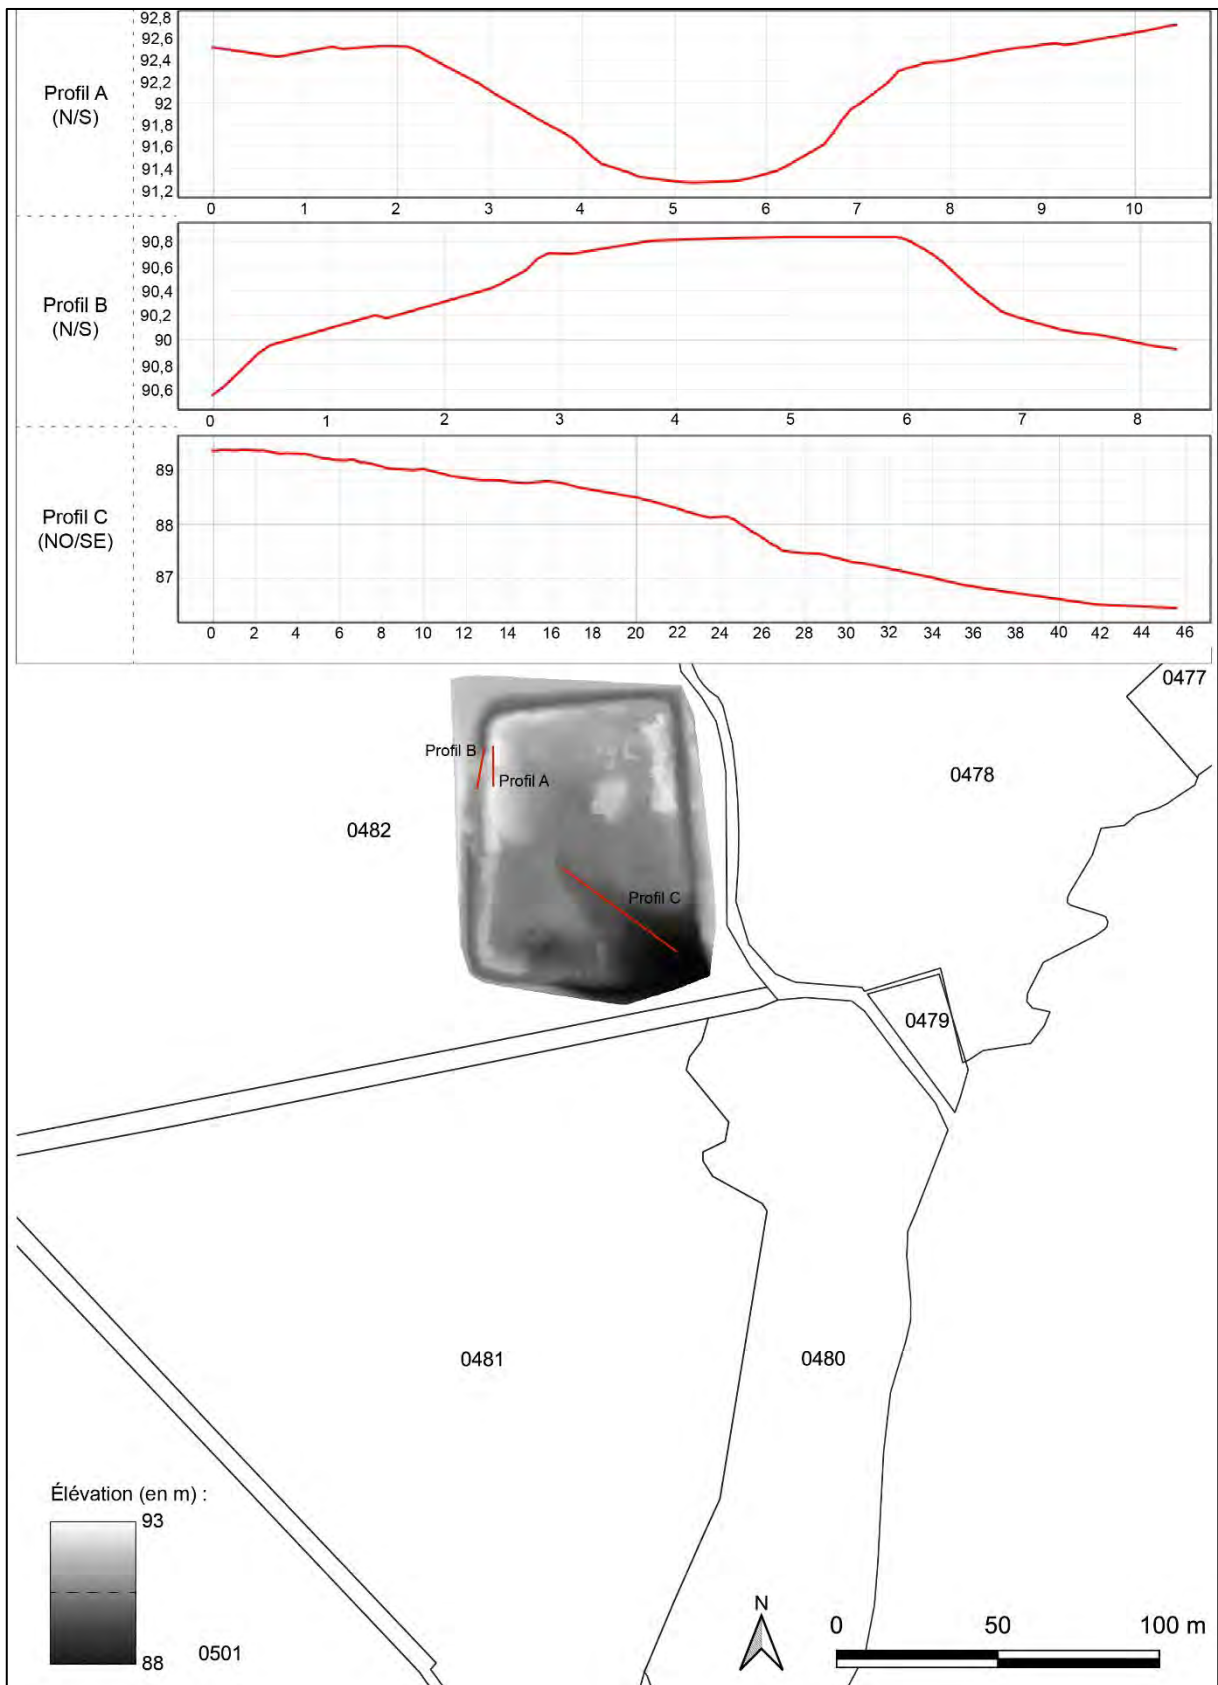 Profil A
(N/S)
92,8
92,6
92,4
92,2
92
91,8
91,6
91,4
91,2
0 1 2 3 4 5 6 7 8 9 10
Profil B
(N/S)
90,8
90,6
90,4
90,2
90
90,8
90,6
0 1 2 3 4 5 6 7 8
Profil C
(NO/SE)
89
88
87
0 2 4 6 8 10 12 14 16 18 20 22 24 26 28 30 32 34 36 38 40 42 44 46
0477
Profil B
0478
Profil A
0482
Profil C
0479
0481
0480
Élévation (en m) :
93
88
0501
N
0 50 100 m